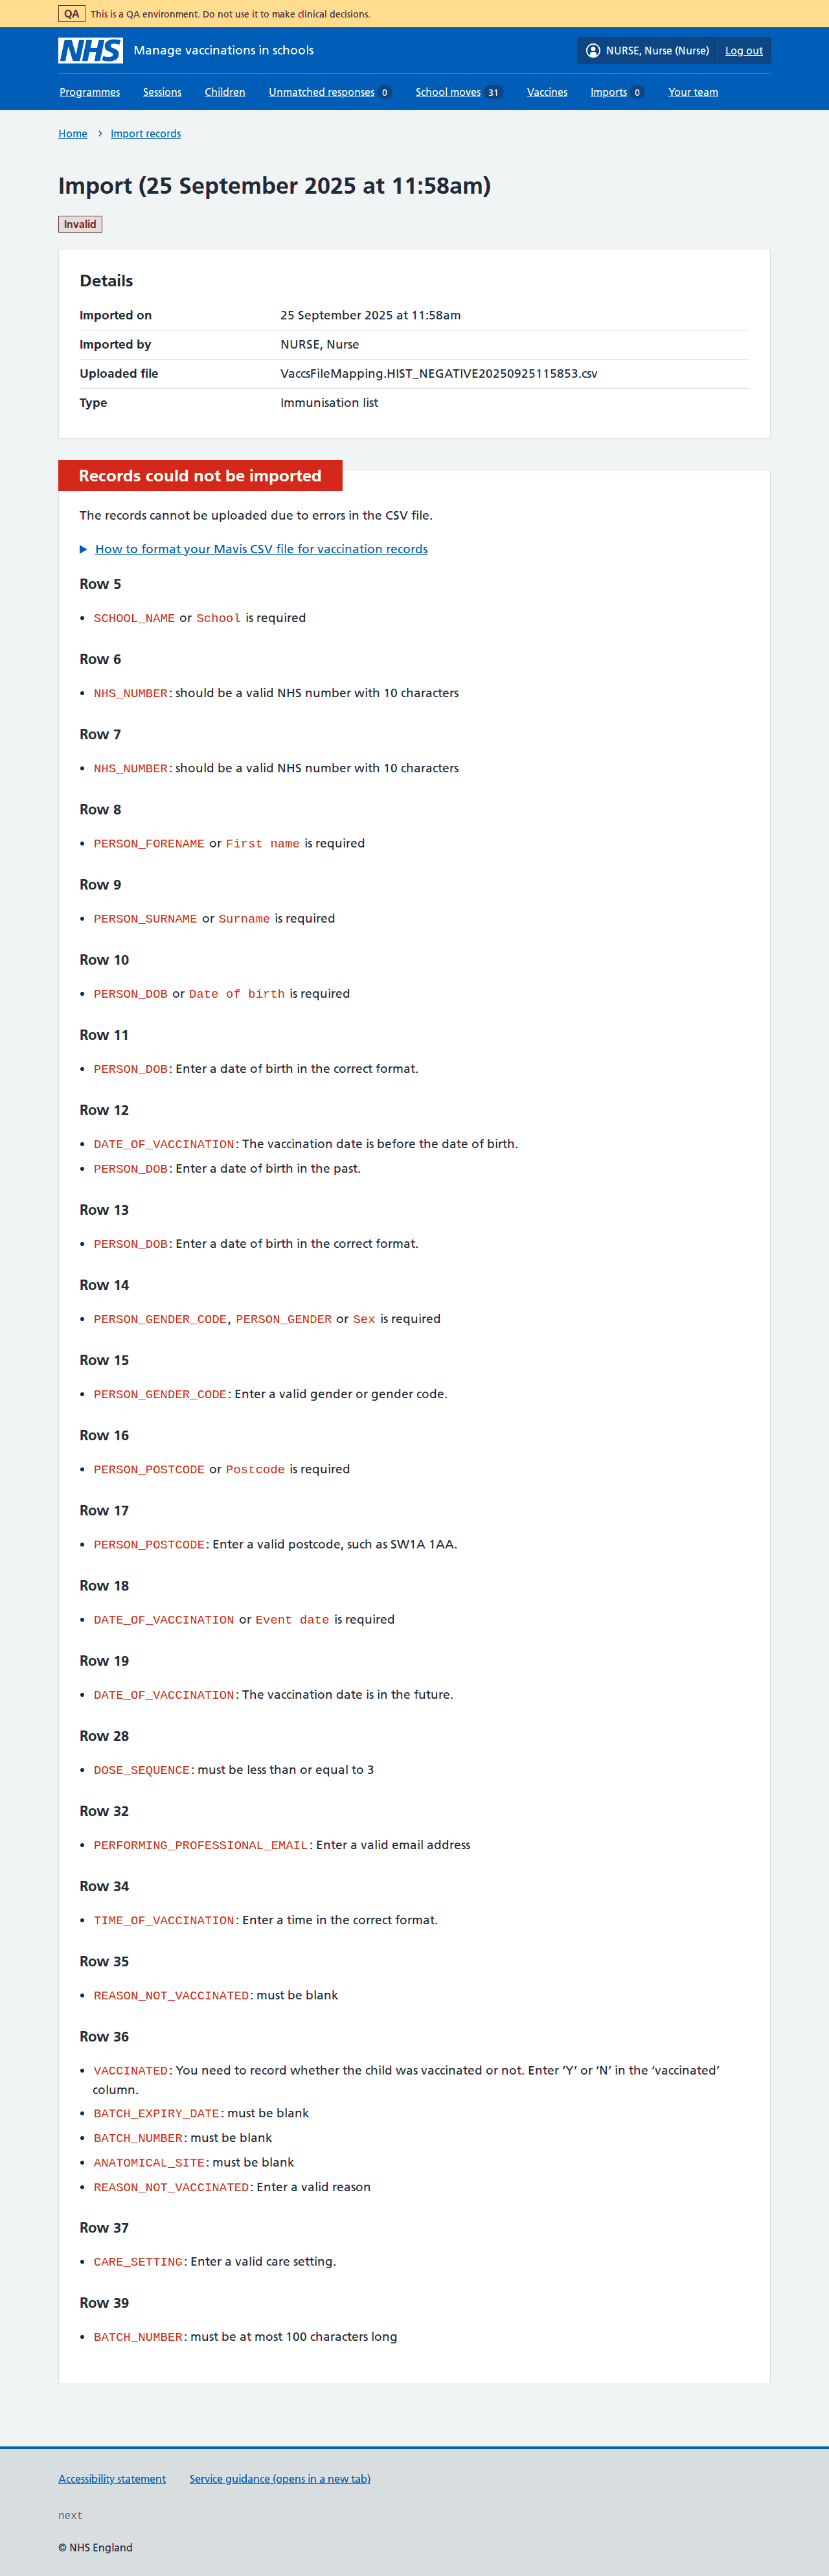 QA This is a QA environment. Do not use it to make clinical decisions.
NHS Manage vaccinations in schools NURSE, Nurse (Nurse) Log out
Programmes Sessions Children Unmatched responses 0 School moves 31 Vaccines Imports 0 Your team
Home › Import records
Import (25 September 2025 at 11:58am)
Invalid
Details
Imported on 25 September 2025 at 11:58am
Imported by NURSE, Nurse
Uploaded file VaccsFileMapping.HIST_NEGATIVE20250925115853.csv
Type Immunisation list
Records could not be imported
The records cannot be uploaded due to errors in the CSV file.
How to format your Mavis CSV file for vaccination records
Row 5
• SCHOOL_NAME or School is required
Row 6
• NHS_NUMBER: should be a valid NHS number with 10 characters
Row 7
• NHS_NUMBER: should be a valid NHS number with 10 characters
Row 8
• PERSON_FORENAME or First name is required
Row 9
• PERSON_SURNAME or Surname is required
Row 10
• PERSON_DOB or Date of birth is required
Row 11
• PERSON_DOB: Enter a date of birth in the correct format.
Row 12
• DATE_OF_VACCINATION: The vaccination date is before the date of birth.
• PERSON_DOB: Enter a date of birth in the past.
Row 13
• PERSON_DOB: Enter a date of birth in the correct format.
Row 14
• PERSON_GENDER_CODE, PERSON_GENDER or Sex is required
Row 15
• PERSON_GENDER_CODE: Enter a valid gender or gender code.
Row 16
• PERSON_POSTCODE or Postcode is required
Row 17
• PERSON_POSTCODE: Enter a valid postcode, such as SW1A 1AA.
Row 18
• DATE_OF_VACCINATION or Event date is required
Row 19
• DATE_OF_VACCINATION: The vaccination date is in the future.
Row 28
• DOSE_SEQUENCE: must be less than or equal to 3
Row 32
• PERFORMING_PROFESSIONAL_EMAIL: Enter a valid email address
Row 34
• TIME_OF_VACCINATION: Enter a time in the correct format.
Row 35
• REASON_NOT_VACCINATED: must be blank
Row 36
• VACCINATED: You need to record whether the child was vaccinated or not. Enter ‘Y’ or ‘N’ in the ‘vaccinated’
column.
• BATCH_EXPIRY_DATE: must be blank
• BATCH_NUMBER: must be blank
• ANATOMICAL_SITE: must be blank
• REASON_NOT_VACCINATED: Enter a valid reason
Row 37
• CARE_SETTING: Enter a valid care setting.
Row 39
• BATCH_NUMBER: must be at most 100 characters long
Accessibility statement Service guidance (opens in a new tab)
next
© NHS England